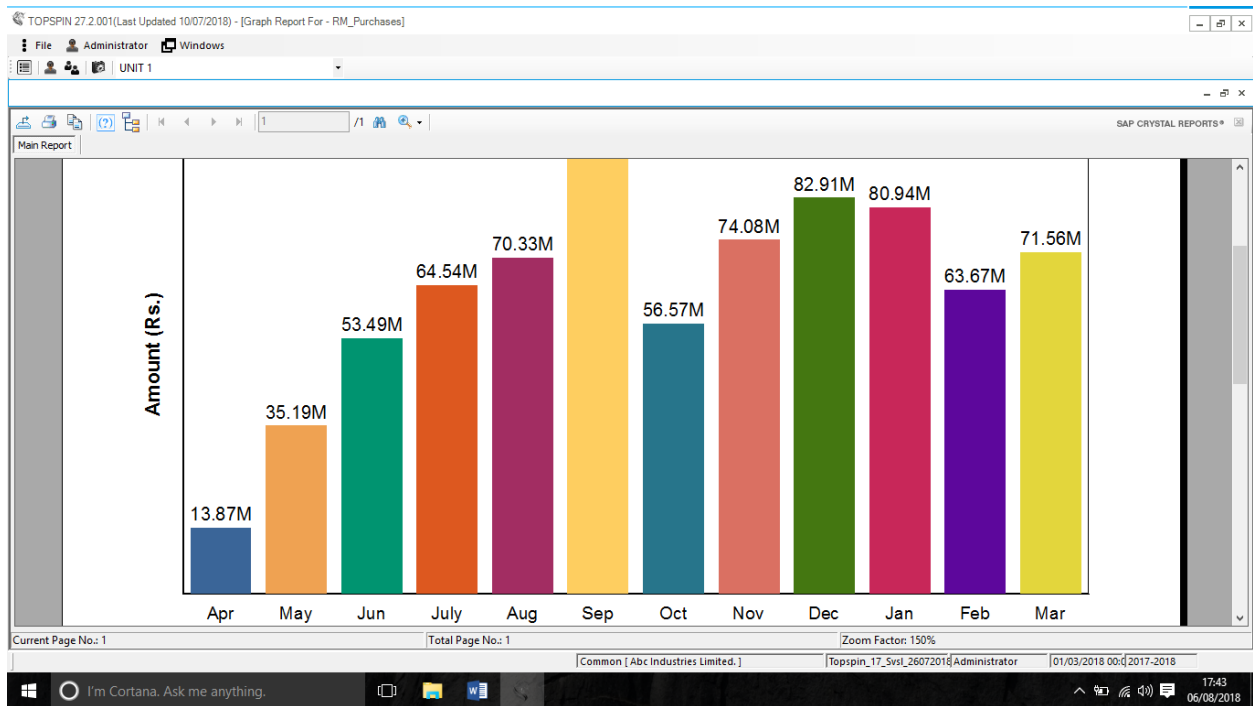 TOPSPIN 27.2.001(Last Updated 10/07/2018) - [Graph Report For - RM_Purchases]
File Administrator Windows
UNIT 1
1 /1 SAP CRYSTAL REPORTS®
Main Report
82.91M
80.94M
74.08M
71.56M
70.33M
64.54M
63.67M
56.57M
53.49M
35.19M
13.87M
Amount (Rs.)
Apr May Jun July Aug Sep Oct Nov Dec Jan Feb Mar
Current Page No.: 1 Total Page No.: 1 Zoom Factor: 150%
Common [ Abc Industries Limited. ] Topspin_17_Svsl_26072018 Administrator 01/03/2018 00:0 2017-2018
I'm Cortana. Ask me anything. 17:43
06/08/2018